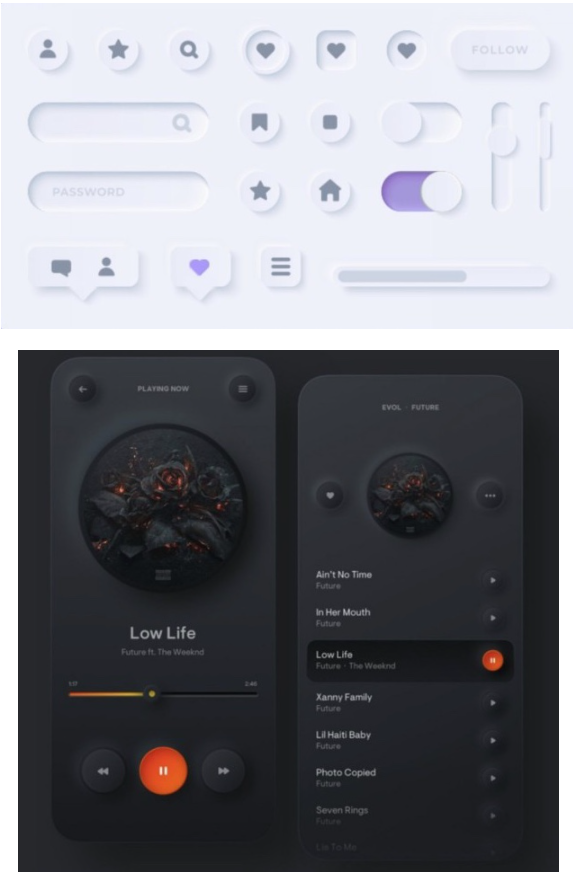 FOLLOW
PASSWORD
PLAYING NOW
Low Life
Future ft. The Weeknd
1:17 2:46
EVOL · FUTURE
Ain't No Time
Future
In Her Mouth
Future
Low Life
Future · The Weeknd
Xanny Family
Future
Lil Haiti Baby
Future
Photo Copied
Future
Seven Rings
Future
Lie To Me